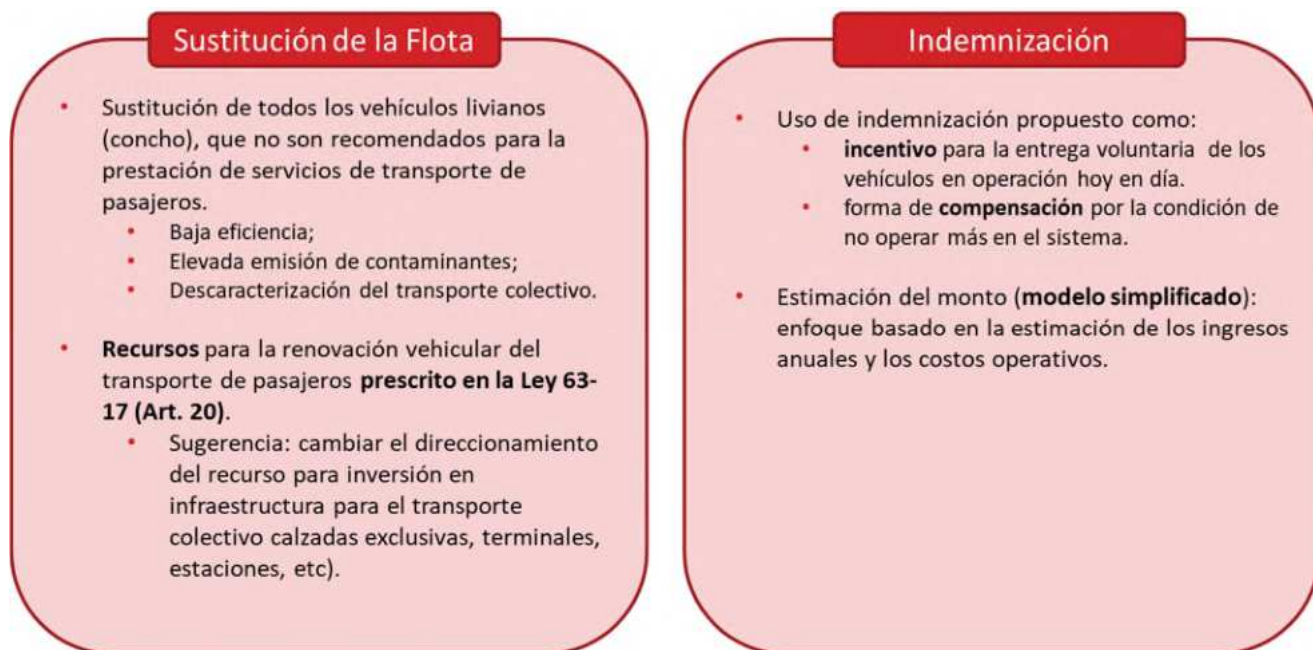 Sustitución de la Flota
Sustitución de todos los vehículos livianos
(concho), que no son recomendados para la
prestación de servicios de transporte de
pasajeros.
Baja eficiencia;
Elevada emisión de contaminantes;
Descaracterización del transporte colectivo.
Recursos para la renovación vehicular del
transporte de pasajeros prescrito en la Ley 63-
17 (Art. 20).
Sugerencia: cambiar el direccionamiento
del recurso para inversión en
infraestructura para el transporte
colectivo calzadas exclusivas, terminales,
estaciones, etc).
Indemnización
Uso de indemnización propuesto como:
incentivo para la entrega voluntaria de los
vehículos en operación hoy en día.
forma de compensación por la condición de
no operar más en el sistema.
Estimación del monto (modelo simplificado):
enfoque basado en la estimación de los ingresos
anuales y los costos operativos.